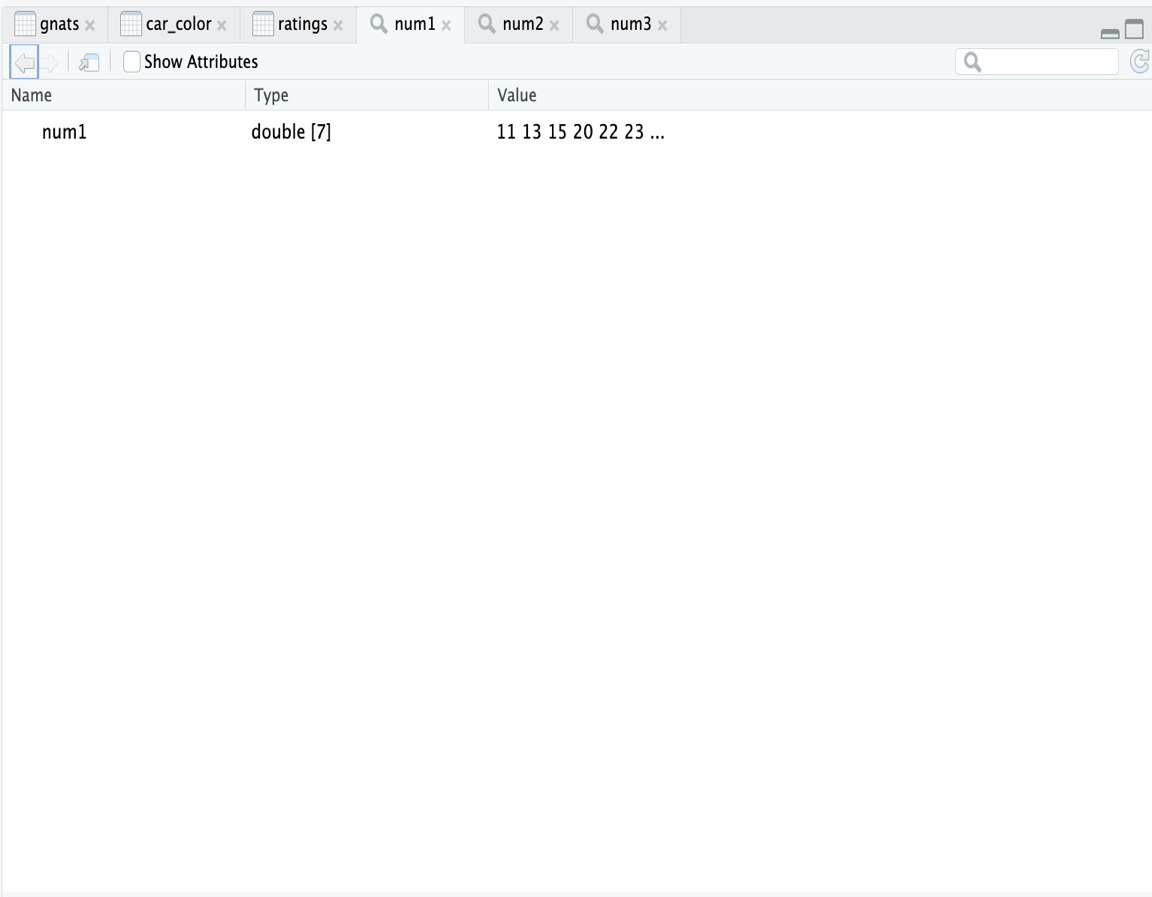 gnats car_color ratings num1 num2 num3
Show Attributes
Name Type Value
num1 double [7] 11 13 15 20 22 23 ...